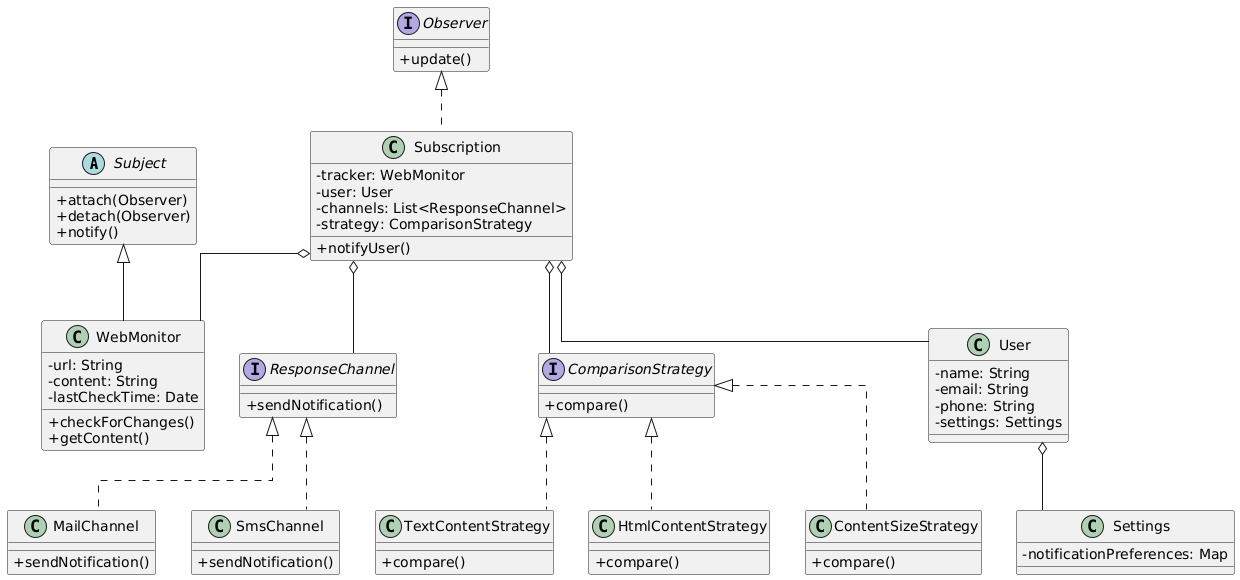 I Observer
+update()
C Subscription
-tracker: WebMonitor
-user: User
-channels: List<ResponseChannel>
-strategy: ComparisonStrategy
+notifyUser()
A Subject
+attach(Observer)
+detach(Observer)
+notify()
C WebMonitor
-url: String
-content: String
-lastCheckTime: Date
+checkForChanges()
+getContent()
I ResponseChannel
+sendNotification()
I ComparisonStrategy
+compare()
C User
-name: String
-email: String
-phone: String
-settings: Settings
C MailChannel
+sendNotification()
C SmsChannel
+sendNotification()
C TextContentStrategy
+compare()
C HtmlContentStrategy
+compare()
C ContentSizeStrategy
+compare()
C Settings
-notificationPreferences: Map